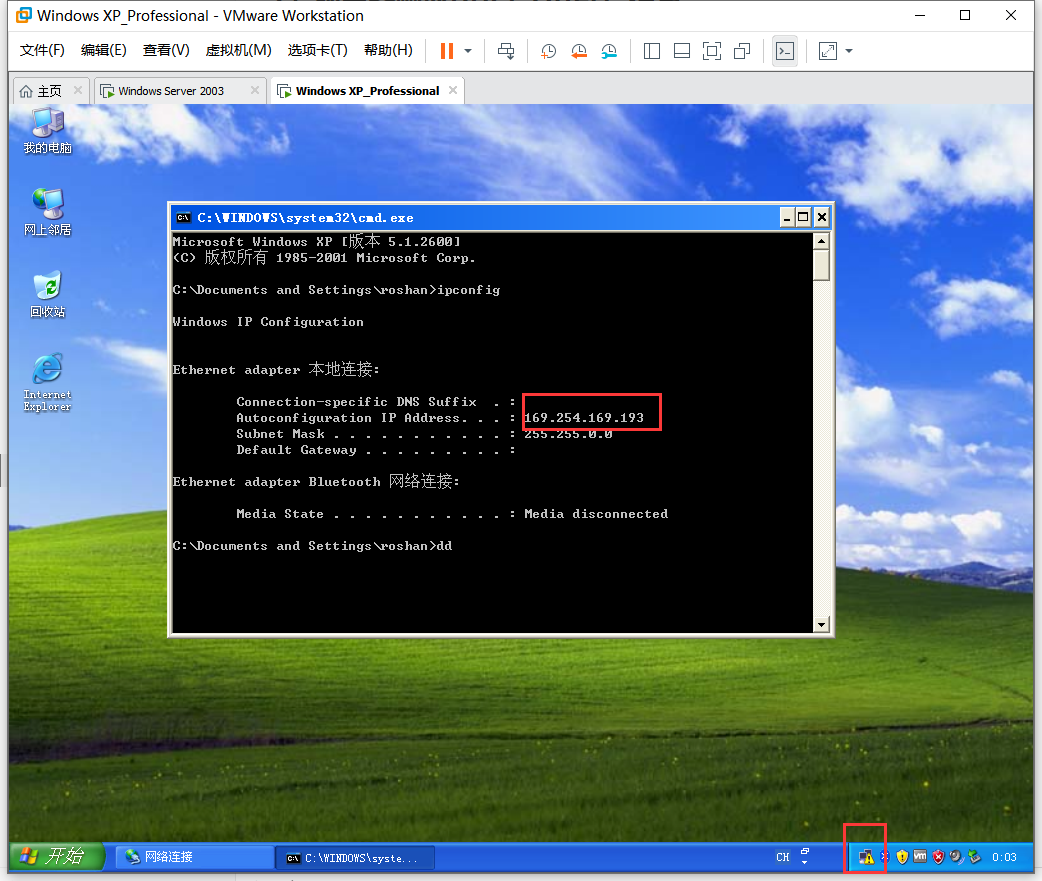 Windows XP_Professional - VMware Workstation
文件(F) 编辑(E) 查看(V) 虚拟机(M) 选项卡(T) 帮助(H)
主页 Windows Server 2003 Windows XP_Professional
我的电脑
网上邻居
回收站
Internet
Explorer
C:\WINDOWS\system32\cmd.exe
Microsoft Windows XP [版本 5.1.2600]
(C) 版权所有 1985-2001 Microsoft Corp.
C:\Documents and Settings\roshan>ipconfig
Windows IP Configuration
Ethernet adapter 本地连接:
Connection-specific DNS Suffix  . :
Autoconfiguration IP Address. . . : 169.254.169.193
Subnet Mask . . . . . . . . . . . : 255.255.0.0
Default Gateway . . . . . . . . . :
Ethernet adapter Bluetooth 网络连接:
Media State . . . . . . . . . . . : Media disconnected
C:\Documents and Settings\roshan>dd
开始 网络连接 C:\WINDOWS\syste... CH 0:03